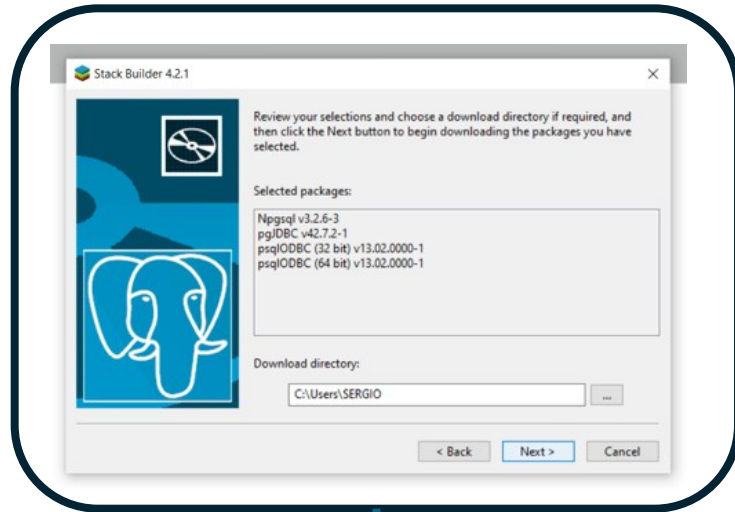 Stack Builder 4.2.1
Review your selections and choose a download directory if required, and
then click the Next button to begin downloading the packages you have
selected.
Selected packages:
Npgsql v3.2.6-3
pgJDBC v42.7.2-1
psqlODBC (32 bit) v13.02.0000-1
psqlODBC (64 bit) v13.02.0000-1
Download directory:
C:\Users\SERGIO
...
< Back
Next >
Cancel